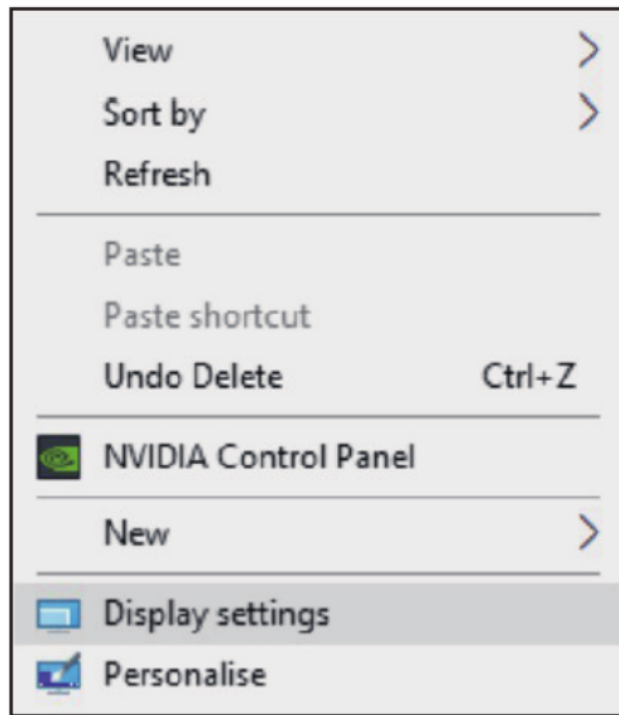 View
Sort by
Refresh
Paste
Paste shortcut
Undo Delete Ctrl+Z
NVIDIA Control Panel
New
Display settings
Personalise